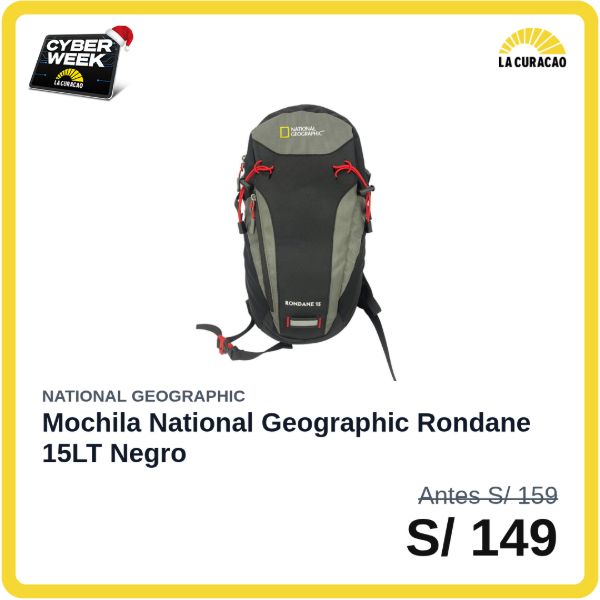 CYBER
WEEK
LA CURACAO
LA CURACAO
NATIONAL
GEOGRAPHIC
RONDANE 15
NATIONAL GEOGRAPHIC
Mochila National Geographic Rondane
15LT Negro
Antes S/ 159
S/ 149